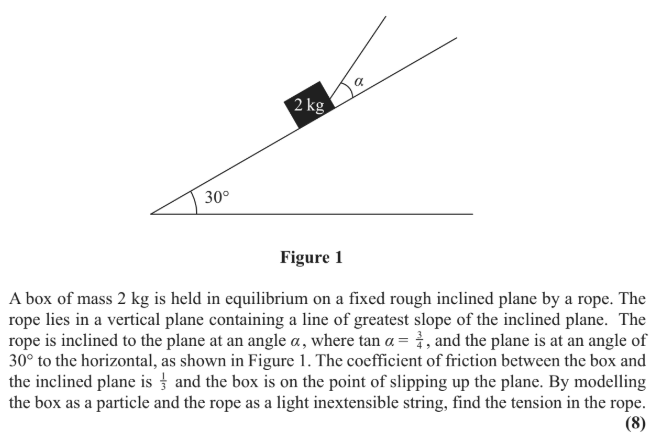 α
2 kg
30°
Figure 1
A box of mass 2 kg is held in equilibrium on a fixed rough inclined plane by a rope. The
rope lies in a vertical plane containing a line of greatest slope of the inclined plane. The
rope is inclined to the plane at an angle α, where tan α = 3/4, and the plane is at an angle of
30° to the horizontal, as shown in Figure 1. The coefficient of friction between the box and
the inclined plane is 1/3 and the box is on the point of slipping up the plane. By modelling
the box as a particle and the rope as a light inextensible string, find the tension in the rope.
(8)